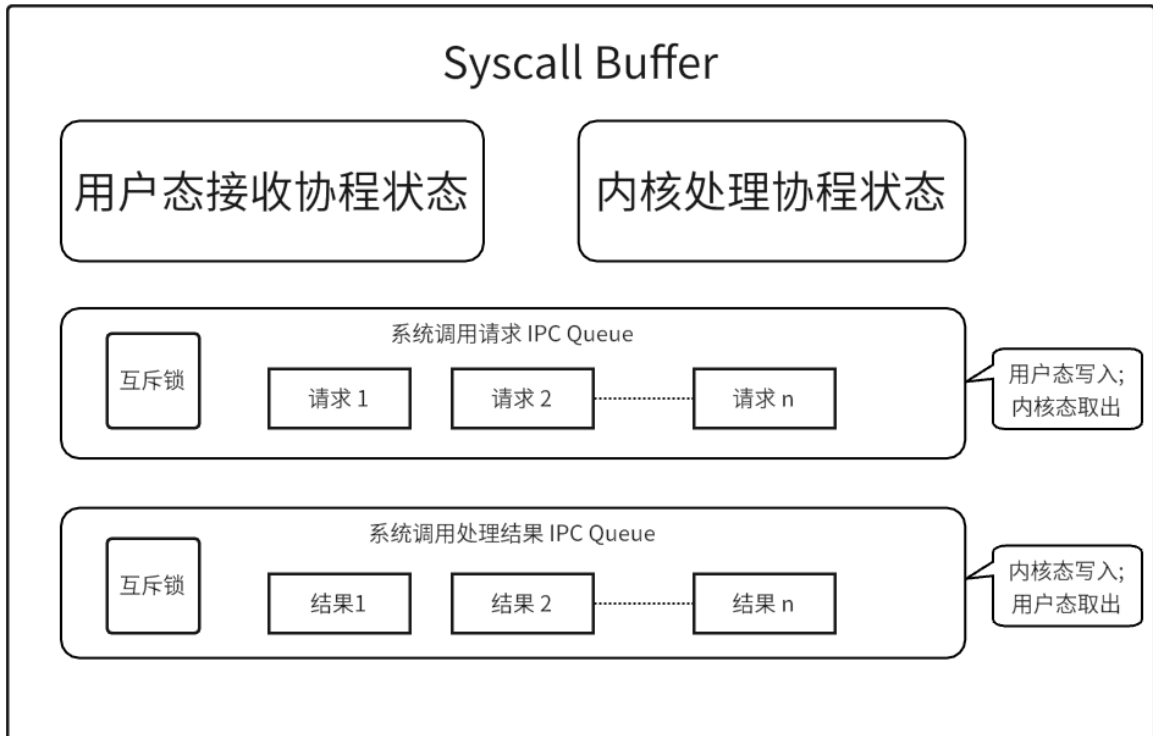 Syscall Buffer
用户态接收协程状态
内核处理协程状态
系统调用请求 IPC Queue
互斥锁
请求 1
请求 2
请求 n
用户态写入;
内核态取出
系统调用处理结果 IPC Queue
互斥锁
结果1
结果 2
结果 n
内核态写入;
用户态取出